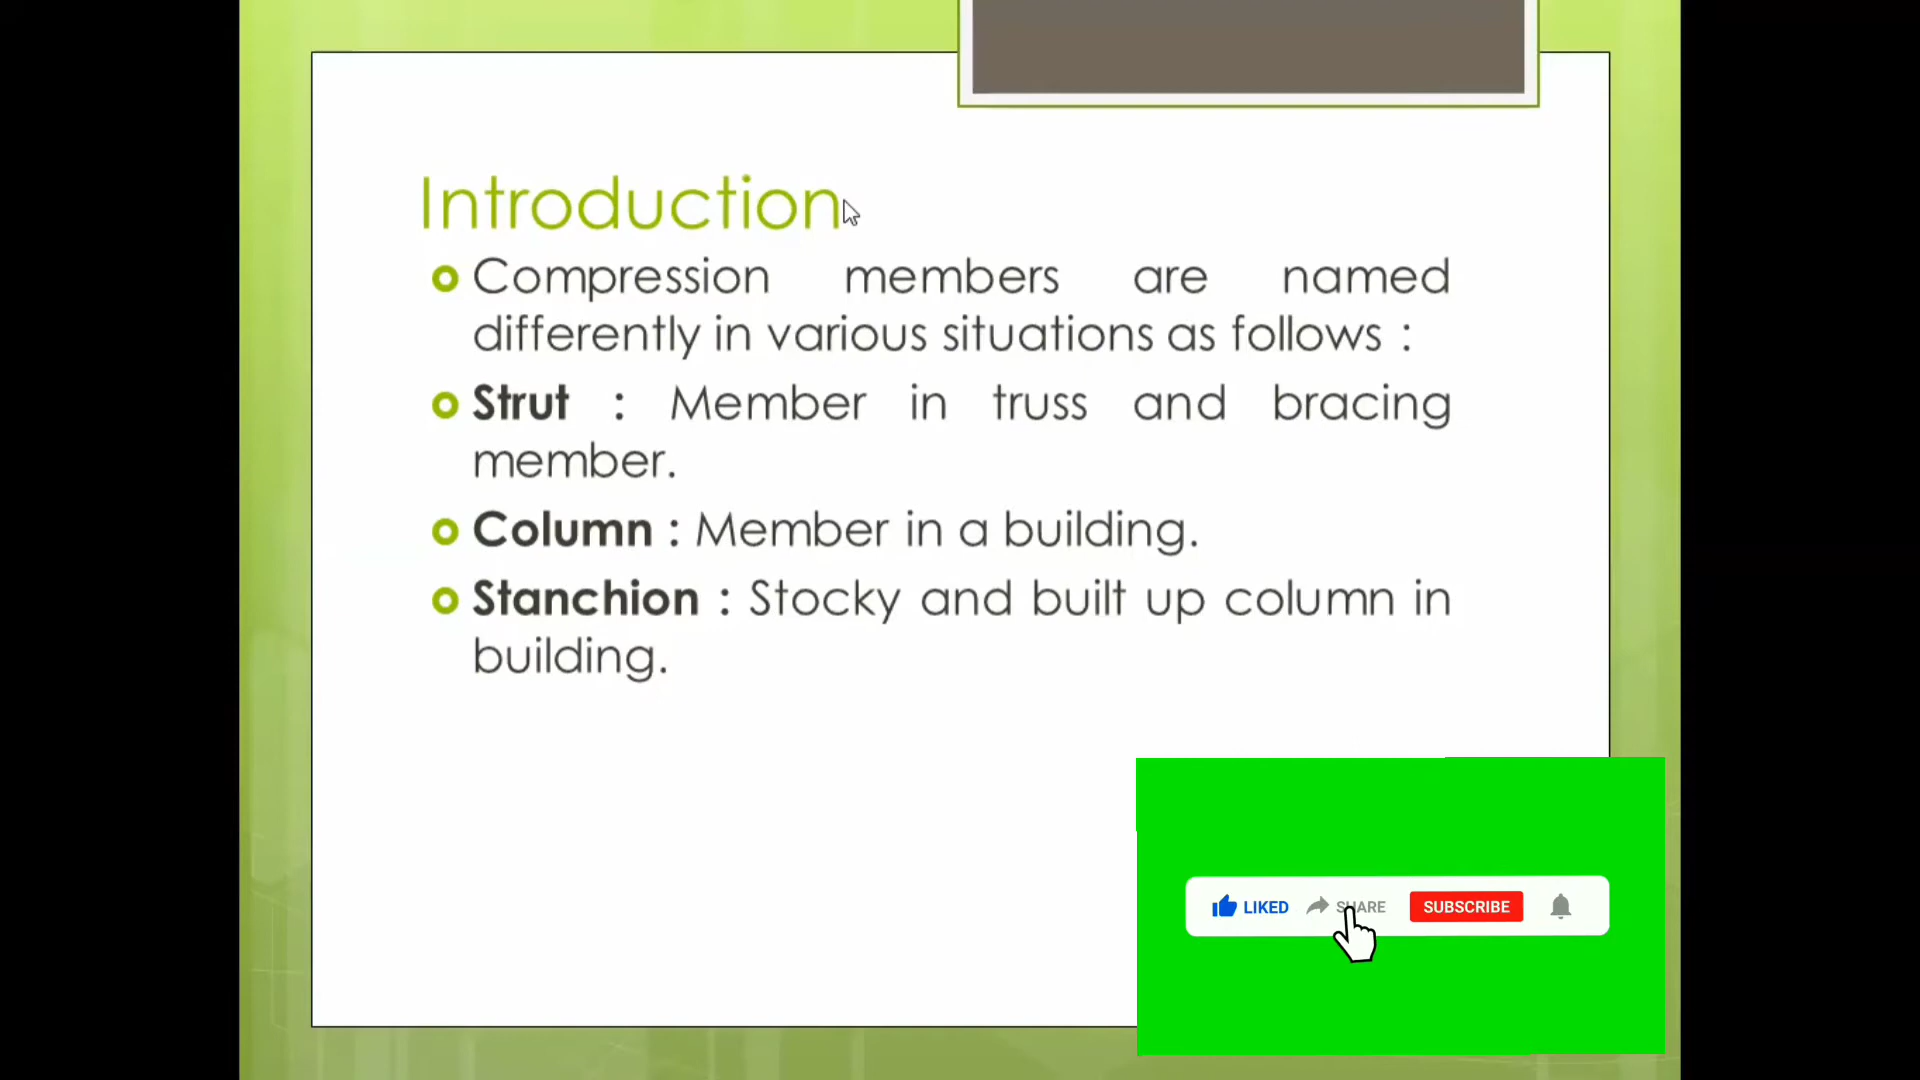 Introduction
Compression members are named
differently in various situations as follows :
Strut : Member in truss and bracing
member.
Column : Member in a building.
Stanchion : Stocky and built up column in
building.
LIKED SHARE SUBSCRIBE